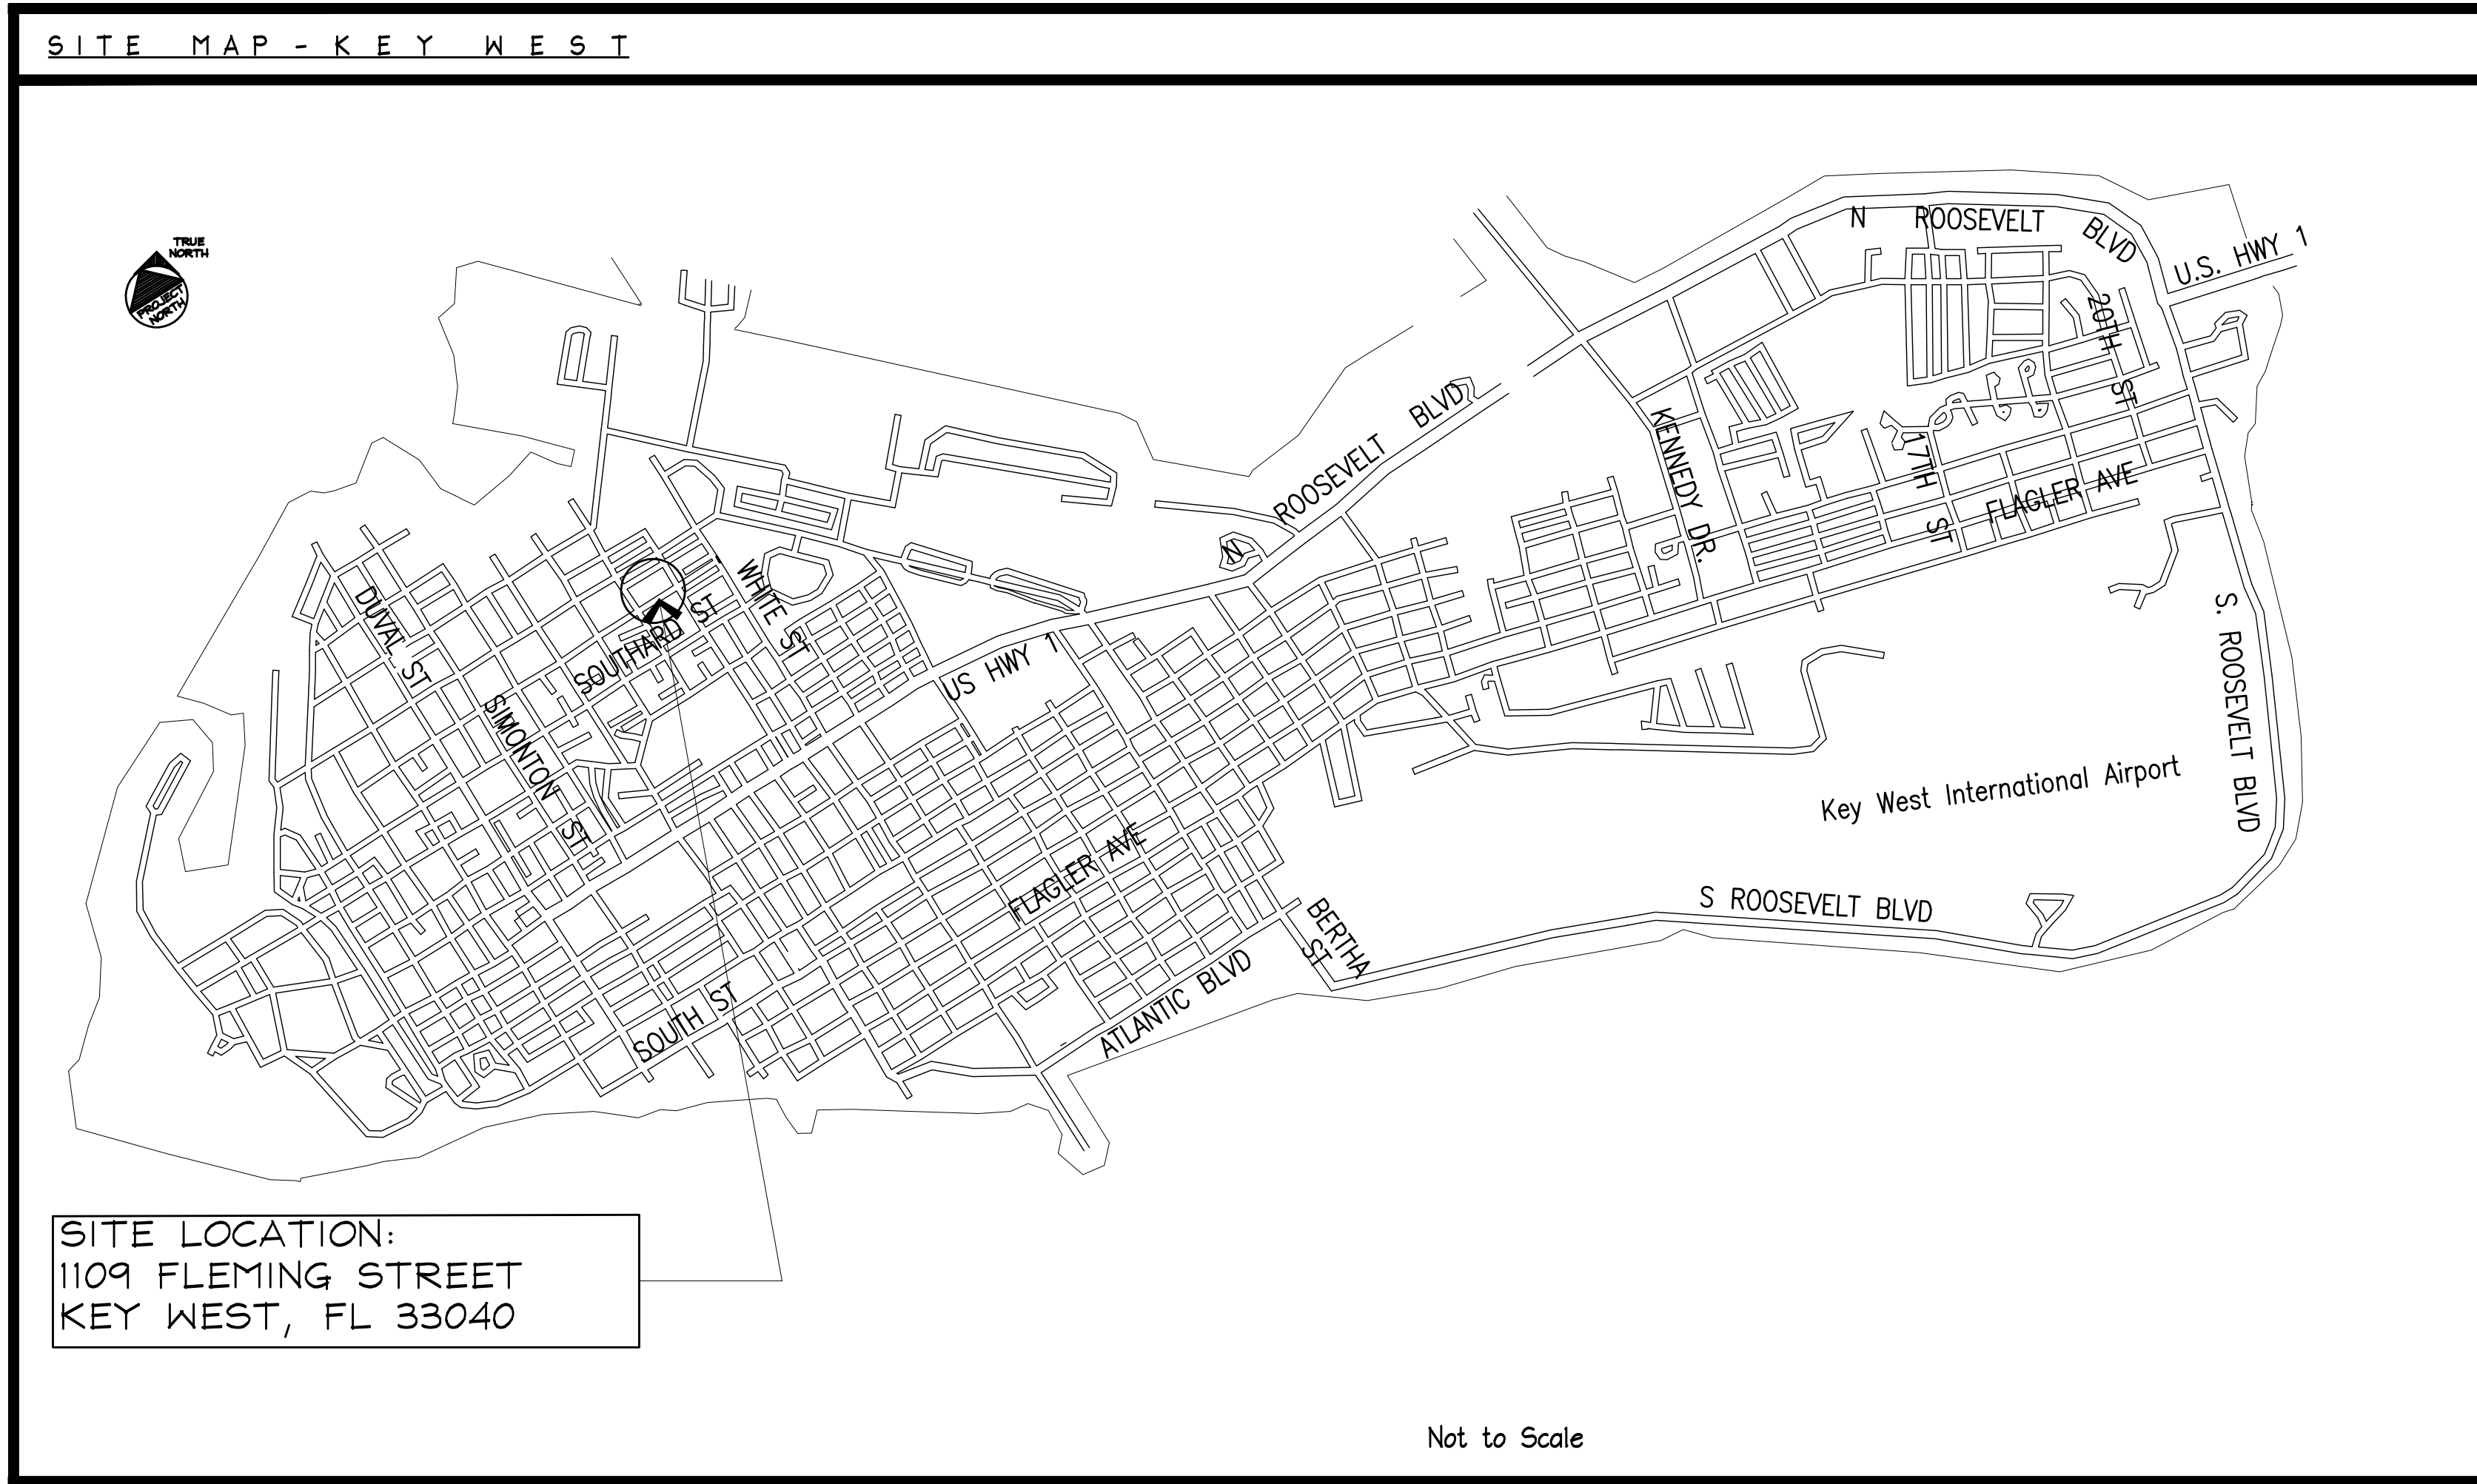 SITE MAP-KEY WEST
TRUE
NORTH
PROJECT
NORTH
N ROOSEVELT BLVD
U.S. HWY 1
20TH ST
N ROOSEVELT BLVD
KENNEDY DR.
17TH ST
FLAGLER AVE
WHITE ST
DUVAL ST
SOUTHARD ST
US HWY 1
S. ROOSEVELT BLVD
SIMONTON ST
Key West International Airport
FLAGLER AVE
S ROOSEVELT BLVD
BERTHA
ST
ATLANTIC BLVD
SOUTH ST
SITE LOCATION:
1109 FLEMING STREET
KEY WEST, FL 33040
Not to Scale